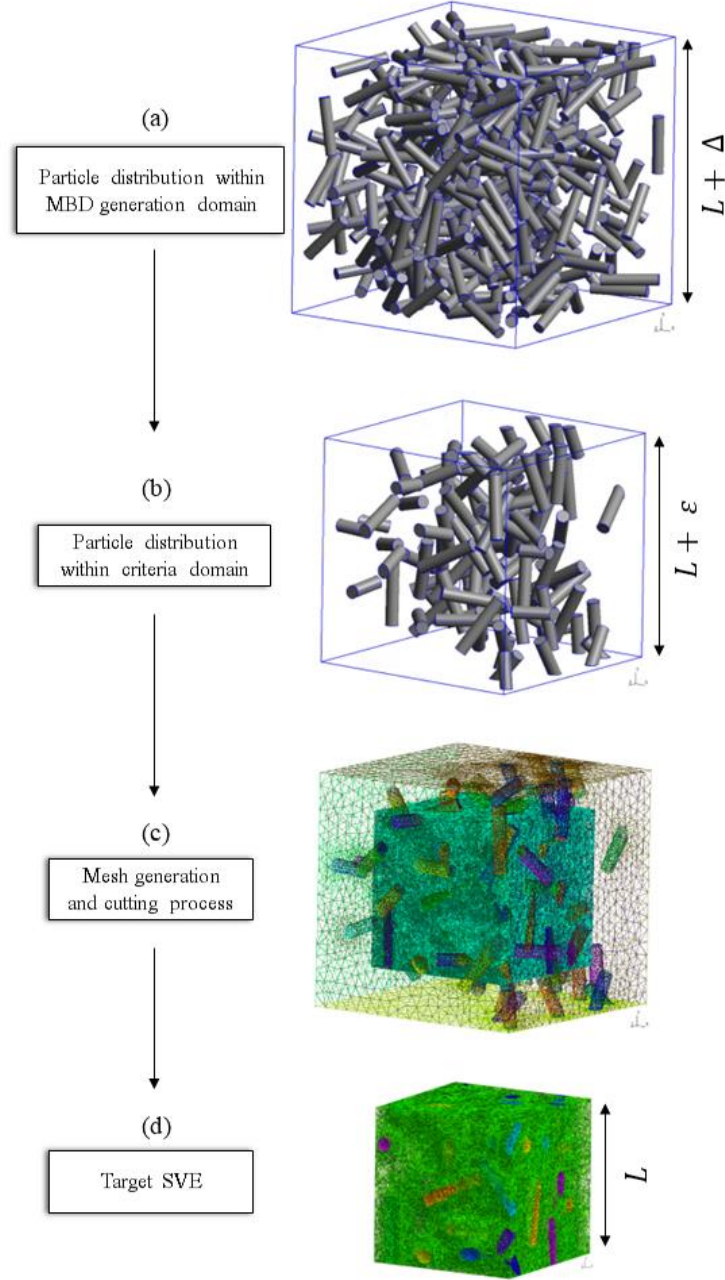 (a)
Particle distribution within
MBD generation domain
L + Δ
(b)
Particle distribution
within criteria domain
L + ε
(c)
Mesh generation
and cutting process
(d)
Target SVE
L